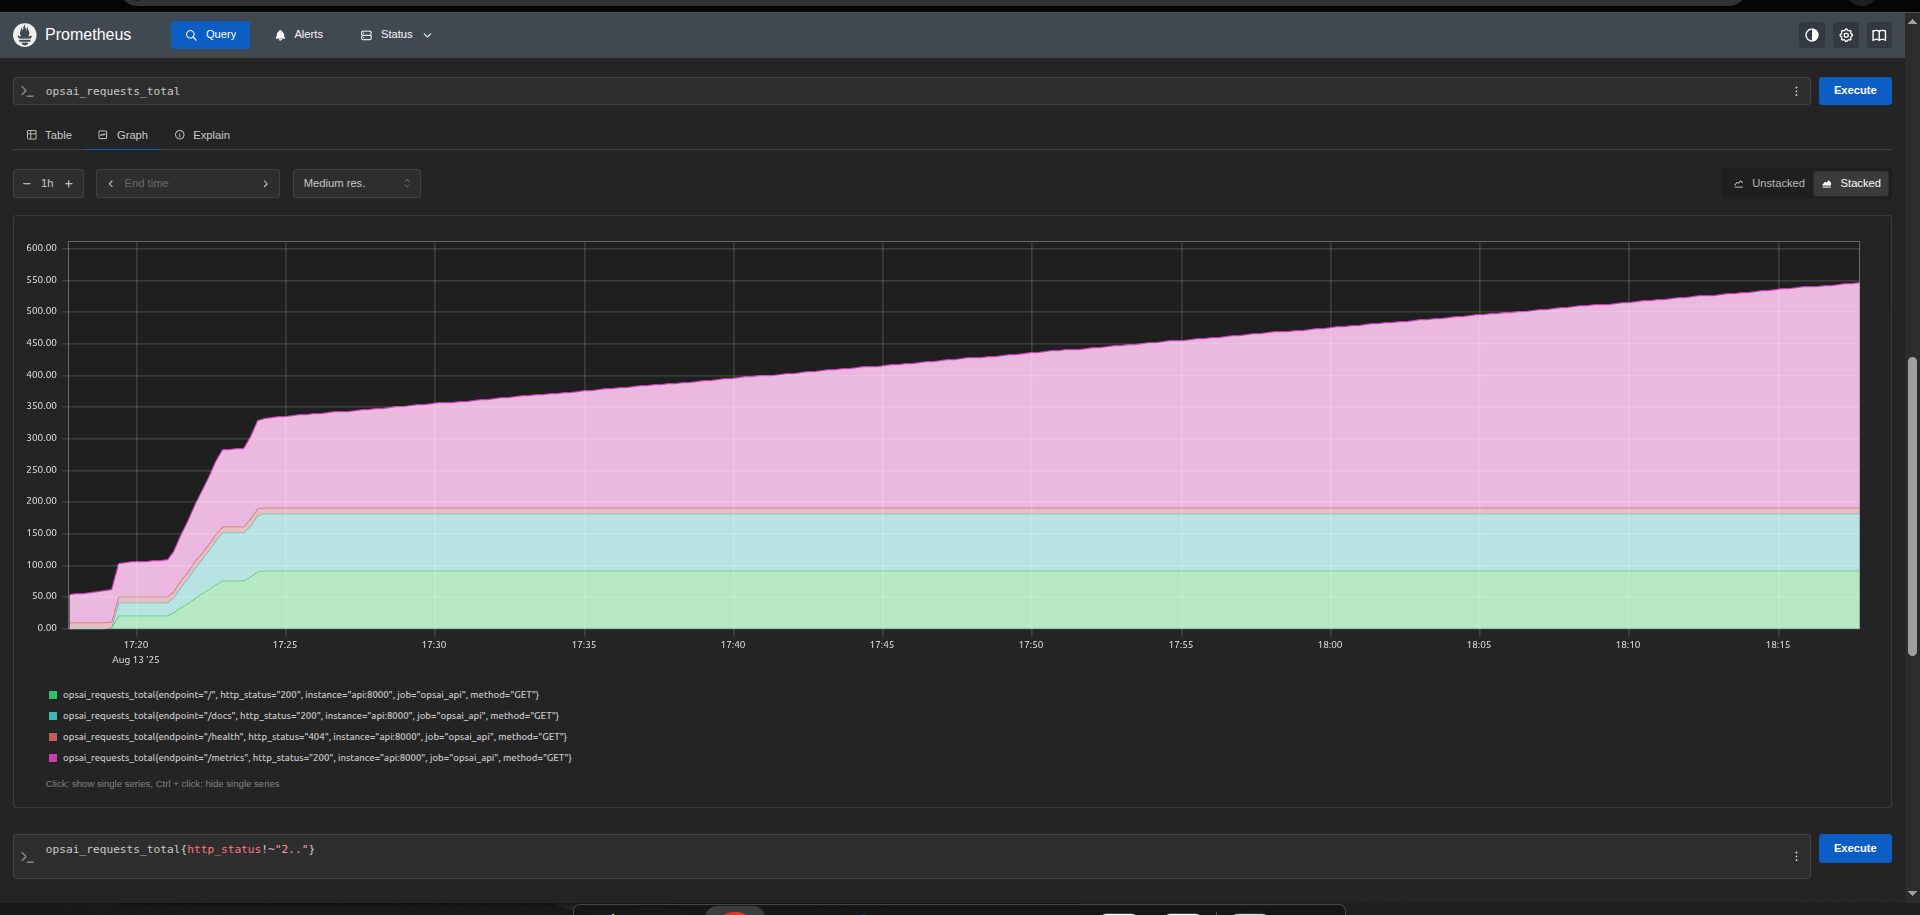 Prometheus Query Alerts Status
opsai_requests_total Execute
Table Graph Explain
1h End time Medium res. Unstacked Stacked
600.00
550.00
500.00
450.00
400.00
350.00
300.00
250.00
200.00
150.00
100.00
50.00
0.00
17:20 17:25 17:30 17:35 17:40 17:45 17:50 17:55 18:00 18:05 18:10 18:15
Aug 13 '25
opsai_requests_total{endpoint="/", http_status="200", instance="api:8000", job="opsai_api", method="GET"}
opsai_requests_total{endpoint="/docs", http_status="200", instance="api:8000", job="opsai_api", method="GET"}
opsai_requests_total{endpoint="/health", http_status="404", instance="api:8000", job="opsai_api", method="GET"}
opsai_requests_total{endpoint="/metrics", http_status="200", instance="api:8000", job="opsai_api", method="GET"}
Click: show single series, Ctrl + click: hide single series
opsai_requests_total{http_status!~"2.."} Execute